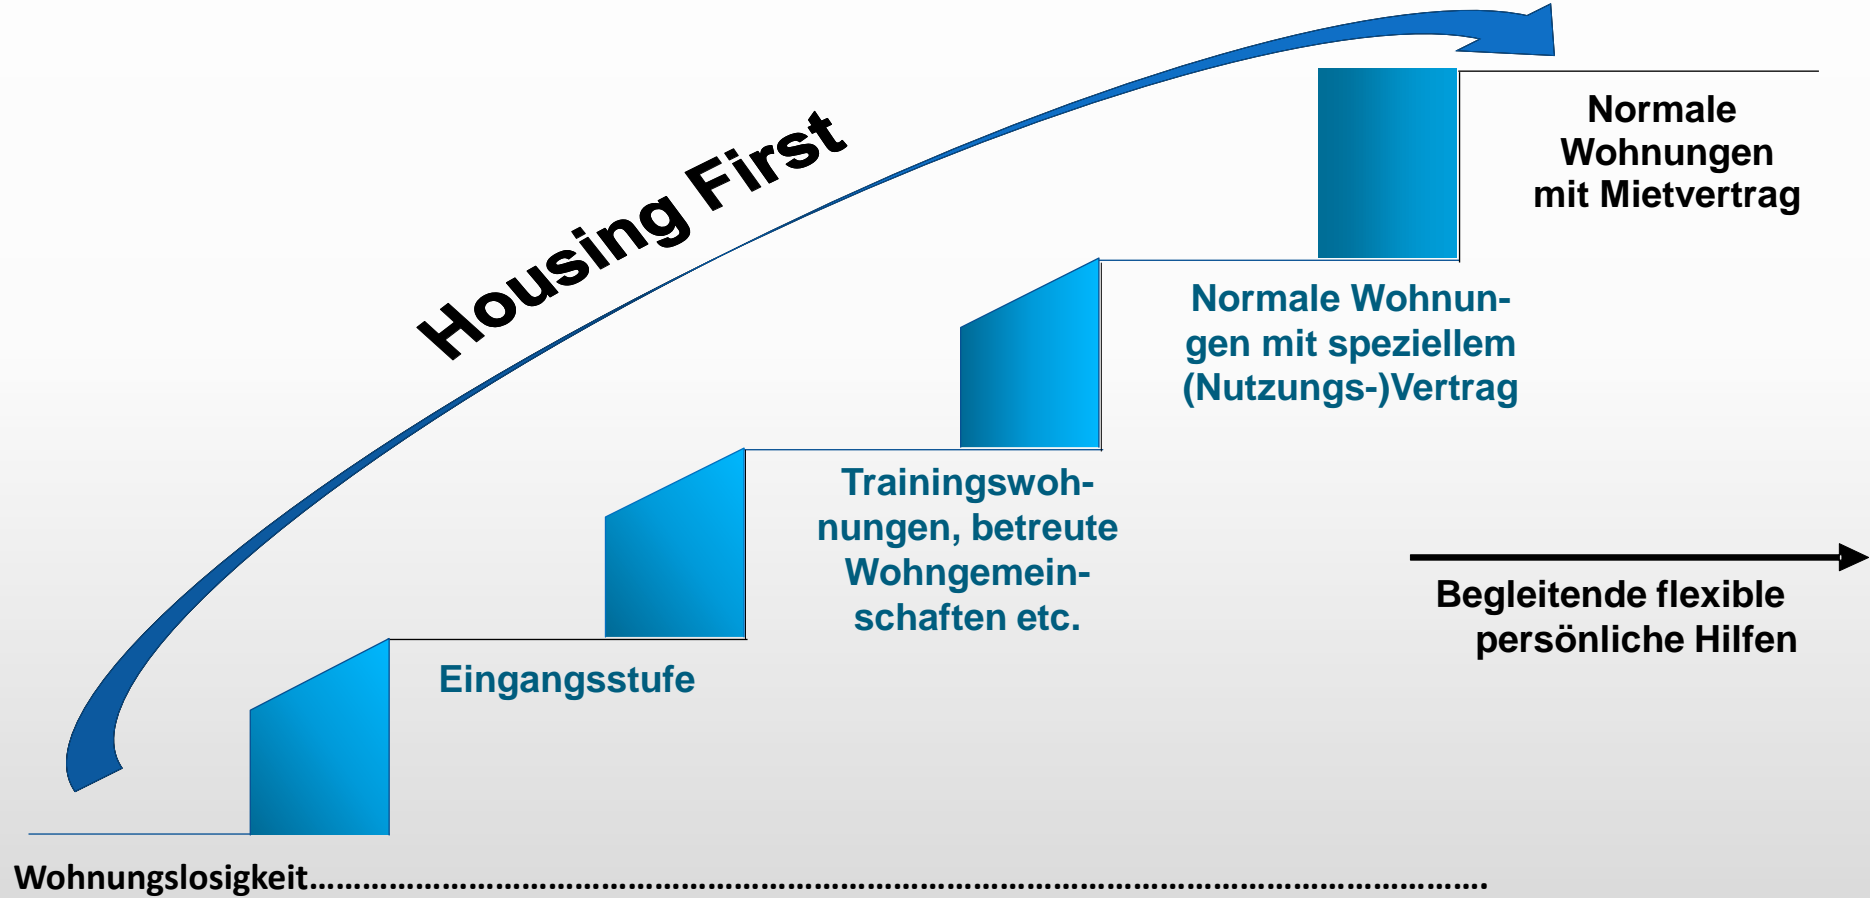 Housing First
Normale
Wohnungen
mit Mietvertrag
Normale Wohnun-
gen mit speziellem
(Nutzungs-)Vertrag
Trainingswoh-
nungen, betreute
Wohngemein-
schaften etc.
Begleitende flexible
persönliche Hilfen
Eingangsstufe
Wohnungslosigkeit……………………………………………………………………………………………………………………….